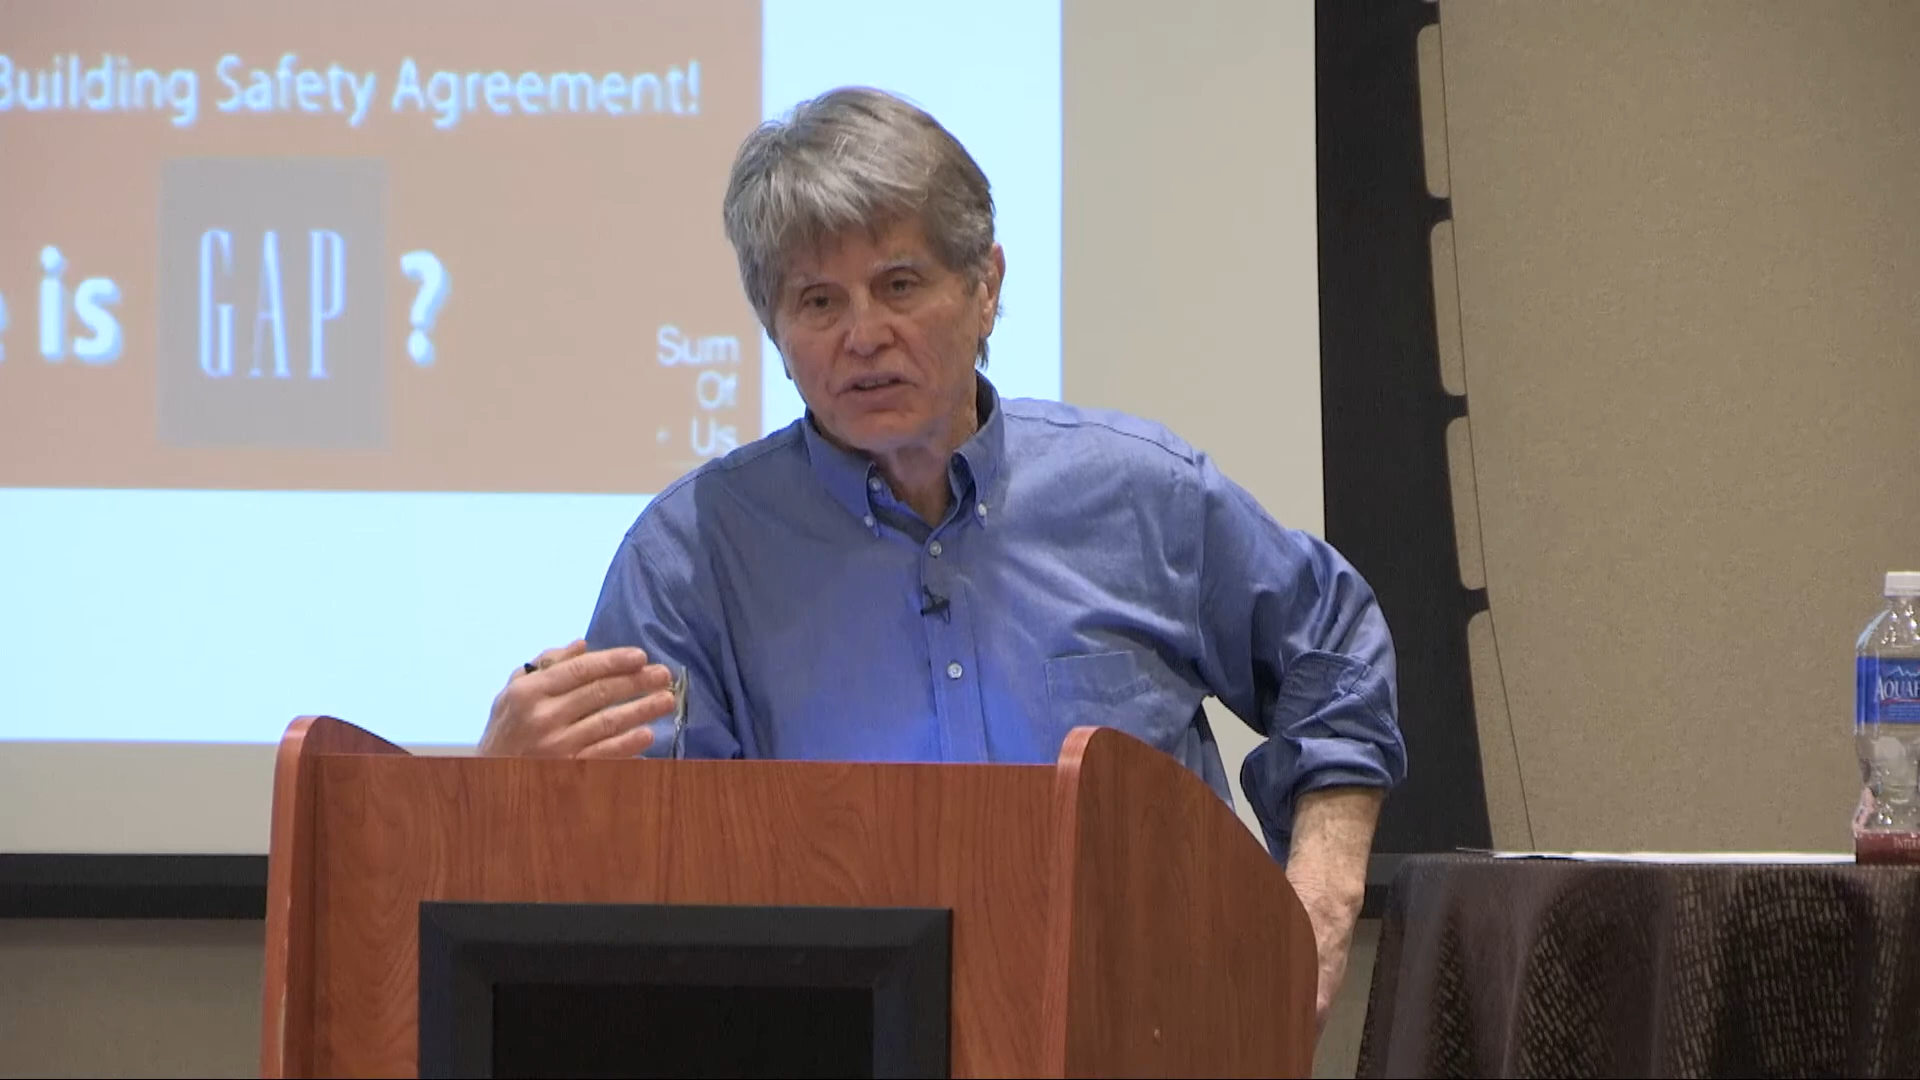 Building Safety Agreement!
is GAP ?
Sum
Of
Us